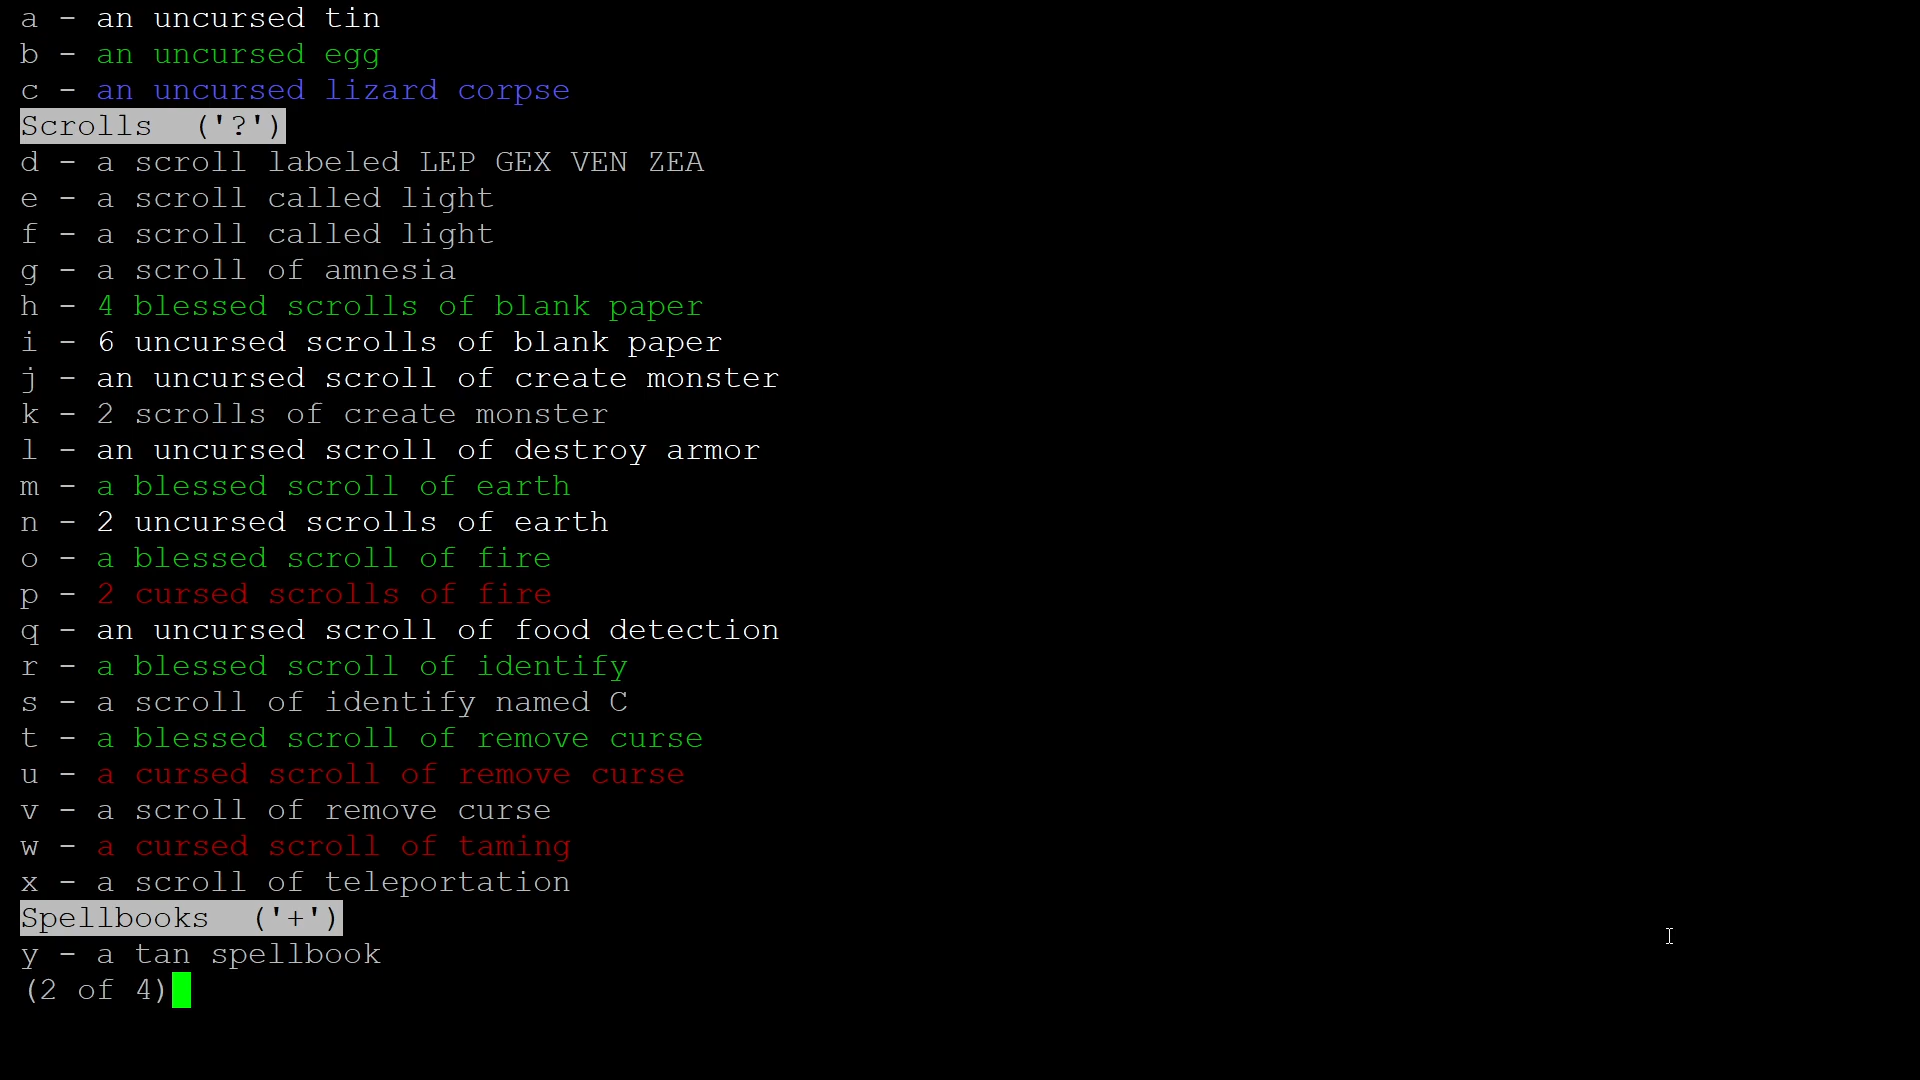 a - an uncursed tin
b - an uncursed egg
c - an uncursed lizard corpse
Scrolls  ('?')
d - a scroll labeled LEP GEX VEN ZEA
e - a scroll called light
f - a scroll called light
g - a scroll of amnesia
h - 4 blessed scrolls of blank paper
i - 6 uncursed scrolls of blank paper
j - an uncursed scroll of create monster
k - 2 scrolls of create monster
l - an uncursed scroll of destroy armor
m - a blessed scroll of earth
n - 2 uncursed scrolls of earth
o - a blessed scroll of fire
p - 2 cursed scrolls of fire
q - an uncursed scroll of food detection
r - a blessed scroll of identify
s - a scroll of identify named C
t - a blessed scroll of remove curse
u - a cursed scroll of remove curse
v - a scroll of remove curse
w - a cursed scroll of taming
x - a scroll of teleportation
Spellbooks  ('+')
y - a tan spellbook
(2 of 4)